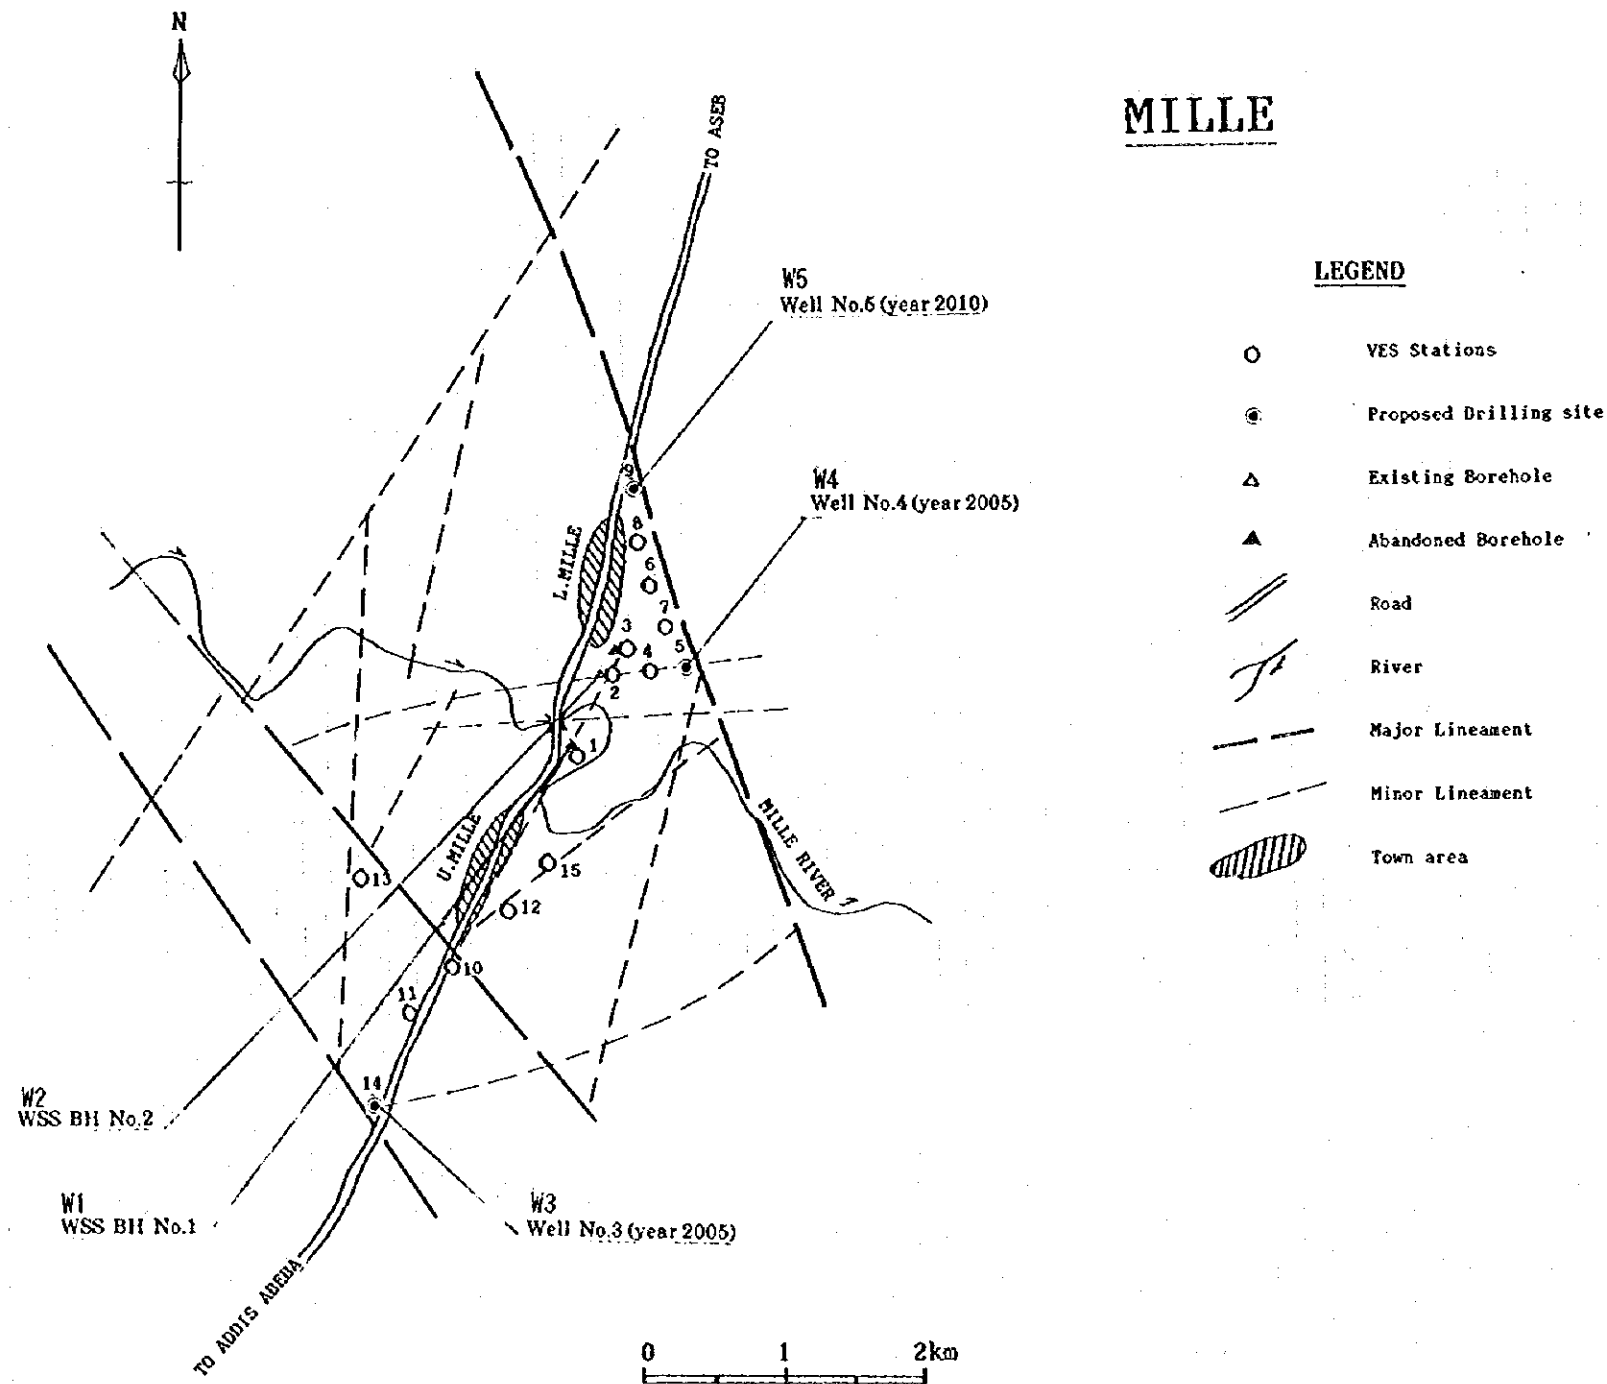 N
MILLE
TO ASEB
W5
Well No.5 (year 2010)
LEGEND
VES Stations
Proposed Drilling site
Existing Borehole
Abandoned Borehole
Road
River
Major Lineament
Minor Lineament
Town area
W4
Well No.4 (year 2005)
9
8
L.MILLE
6
7
3
5
4
2
1
U.MILLE
MILLE RIVER
15
13
12
10
11
14
W2
WSS BH No.2
W1
WSS BH No.1
W3
Well No.3 (year 2005)
TO ADDIS ABEBA
0 1 2km